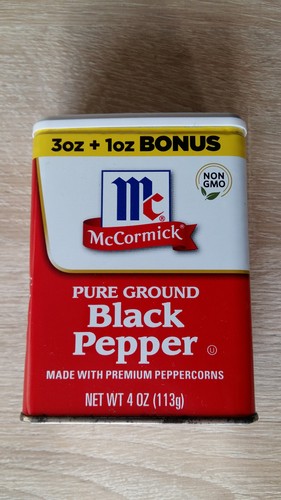 3oz + 1oz BONUS
NON
GMO
Mc
McCormick®
PURE GROUND
Black
Pepper Ⓤ
MADE WITH PREMIUM PEPPERCORNS
NET WT 4 OZ (113g)